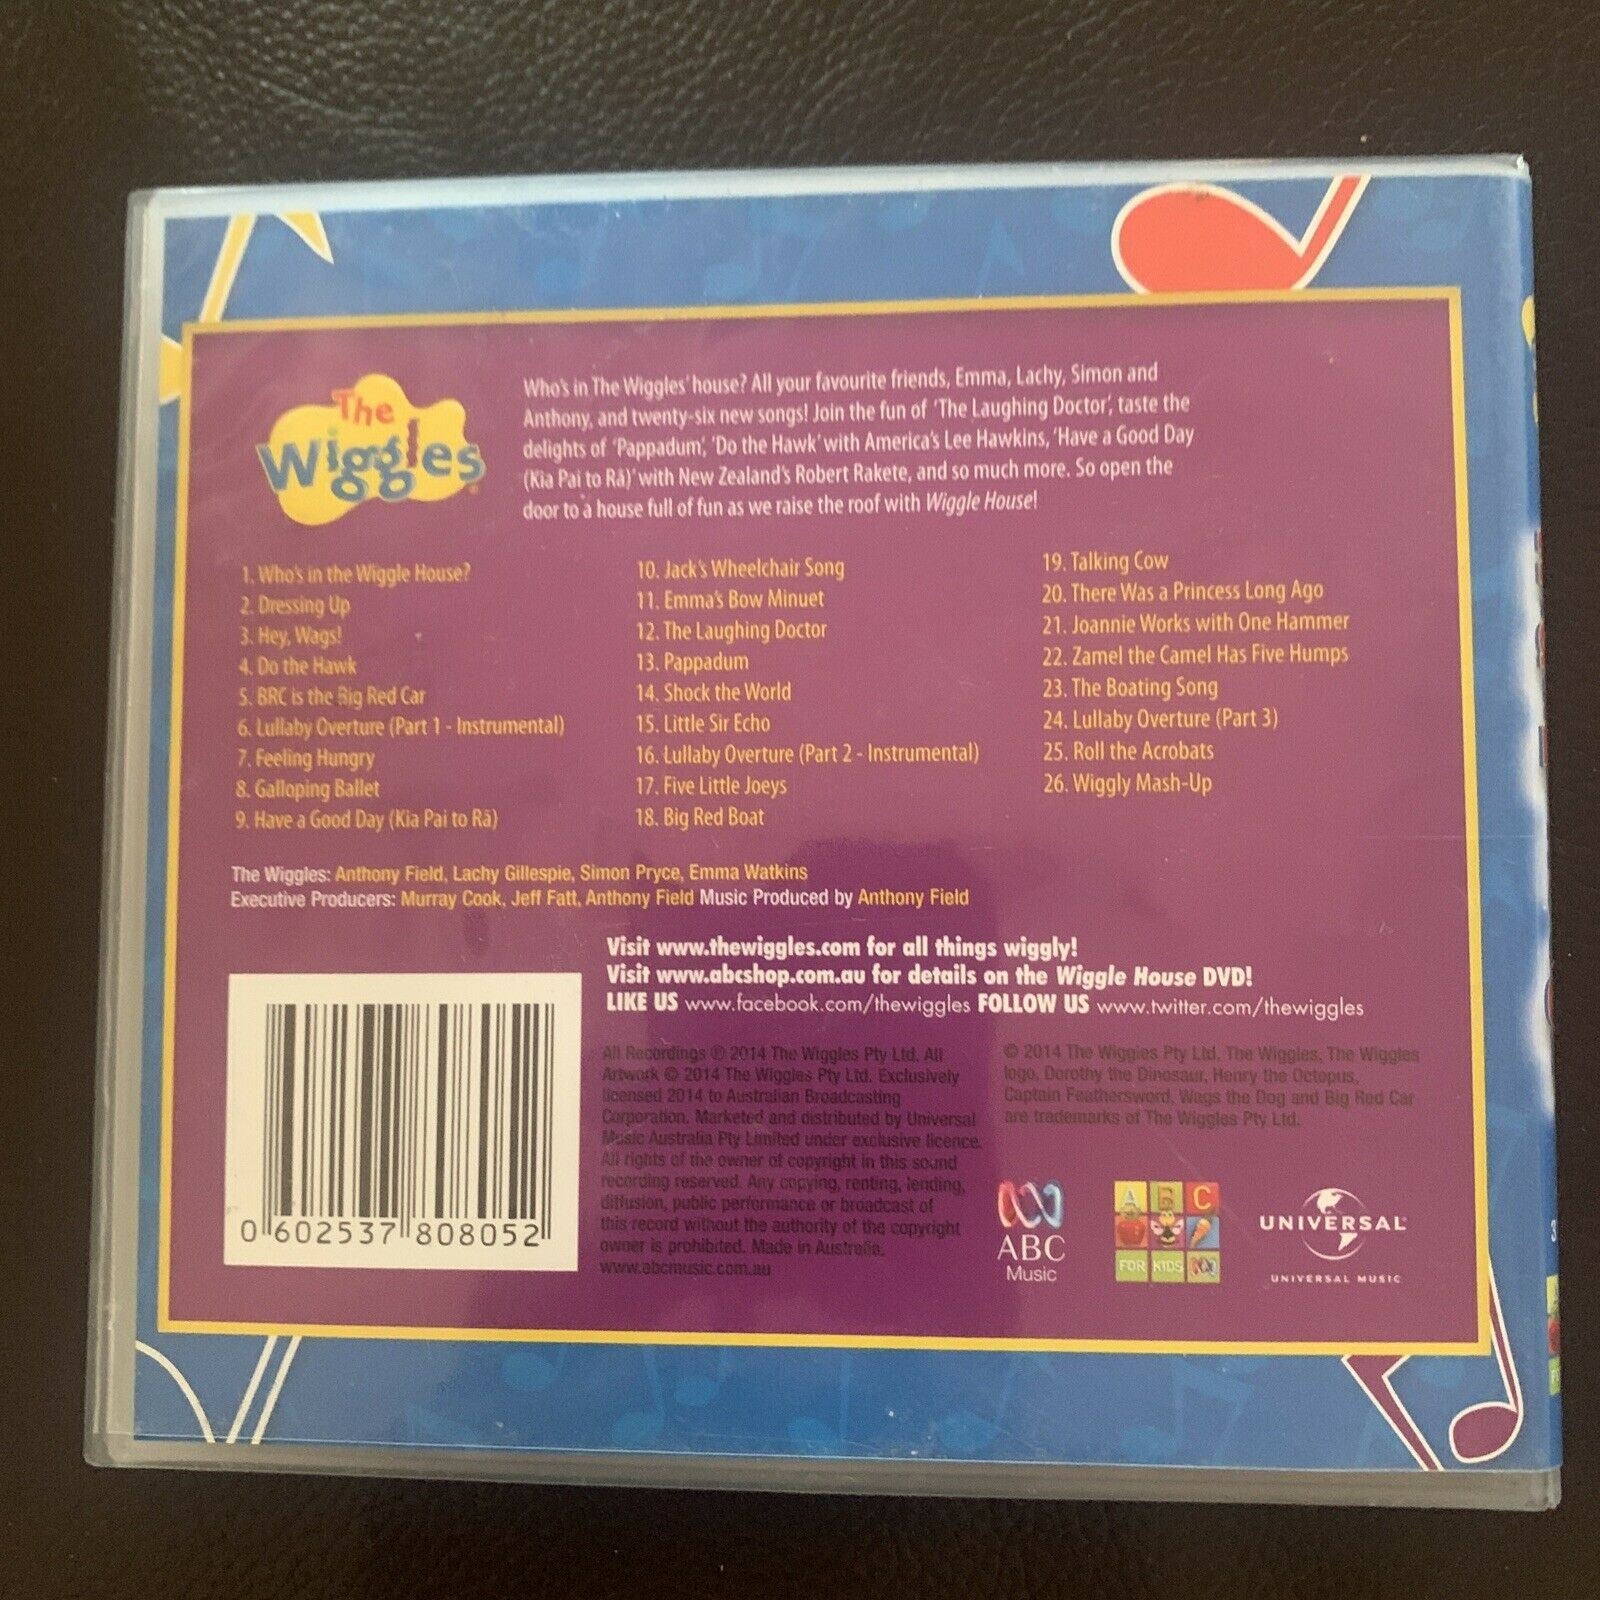 The
Wiggles
Who's in The Wiggles' house? All your favourite friends, Emma, Lachy, Simon and
Anthony, and twenty-six new songs! Join the fun of 'The Laughing Doctor', taste the
delights of 'Pappadum', 'Do the Hawk' with America's Lee Hawkins, 'Have a Good Day
(Kia Pai to Rā)' with New Zealand's Robert Rakete, and so much more. So open the
door to a house full of fun as we raise the roof with Wiggle House!
1. Who's in the Wiggle House?
2. Dressing Up
3. Hey, Wags!
4. Do the Hawk
5. BRC is the Big Red Car
6. Lullaby Overture (Part 1 - Instrumental)
7. Feeling Hungry
8. Galloping Ballet
9. Have a Good Day (Kia Pai to Rā)
10. Jack's Wheelchair Song
11. Emma's Bow Minuet
12. The Laughing Doctor
13. Pappadum
14. Shock the World
15. Little Sir Echo
16. Lullaby Overture (Part 2 - Instrumental)
17. Five Little Joeys
18. Big Red Boat
19. Talking Cow
20. There Was a Princess Long Ago
21. Joannie Works with One Hammer
22. Zamel the Camel Has Five Humps
23. The Boating Song
24. Lullaby Overture (Part 3)
25. Roll the Acrobats
26. Wiggly Mash-Up
The Wiggles: Anthony Field, Lachy Gillespie, Simon Pryce, Emma Watkins
Executive Producers: Murray Cook, Jeff Fatt, Anthony Field Music Produced by Anthony Field
Visit www.thewiggles.com for all things wiggly!
Visit www.abcshop.com.au for details on the Wiggle House DVD!
LIKE US www.facebook.com/thewiggles FOLLOW US www.twitter.com/thewiggles
0 602537 808052
All Recordings ℗ 2014 The Wiggles Pty Ltd. All
Artwork © 2014 The Wiggles Pty Ltd. Exclusively
licensed 2014 to Australian Broadcasting
Corporation. Marketed and distributed by Universal
Music Australia Pty Limited under exclusive licence.
All rights of the owner of copyright in this sound
recording reserved. Any copying, renting, lending,
diffusion, public performance or broadcast of
this record without the authority of the copyright
owner is prohibited. Made in Australia.
www.abcmusic.com.au
© 2014 The Wiggles Pty Ltd. The Wiggles, The Wiggles
logo, Dorothy the Dinosaur, Henry the Octopus,
Captain Feathersword, Wags the Dog and Big Red Car
are trademarks of The Wiggles Pty Ltd.
ABC
Music
ABC
FOR KIDS
UNIVERSAL
UNIVERSAL MUSIC